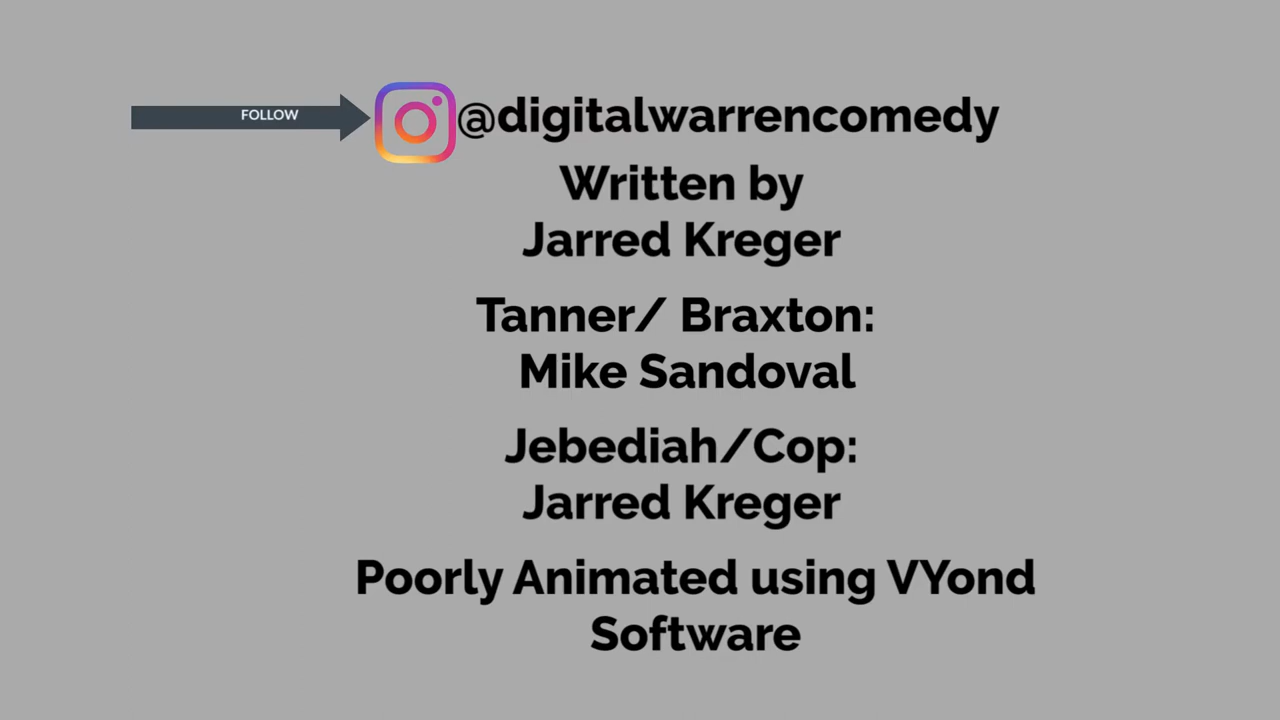 FOLLOW @digitalwarrencomedy
Written by
Jarred Kreger
Tanner/ Braxton:
Mike Sandoval
Jebediah/Cop:
Jarred Kreger
Poorly Animated using VYond
Software